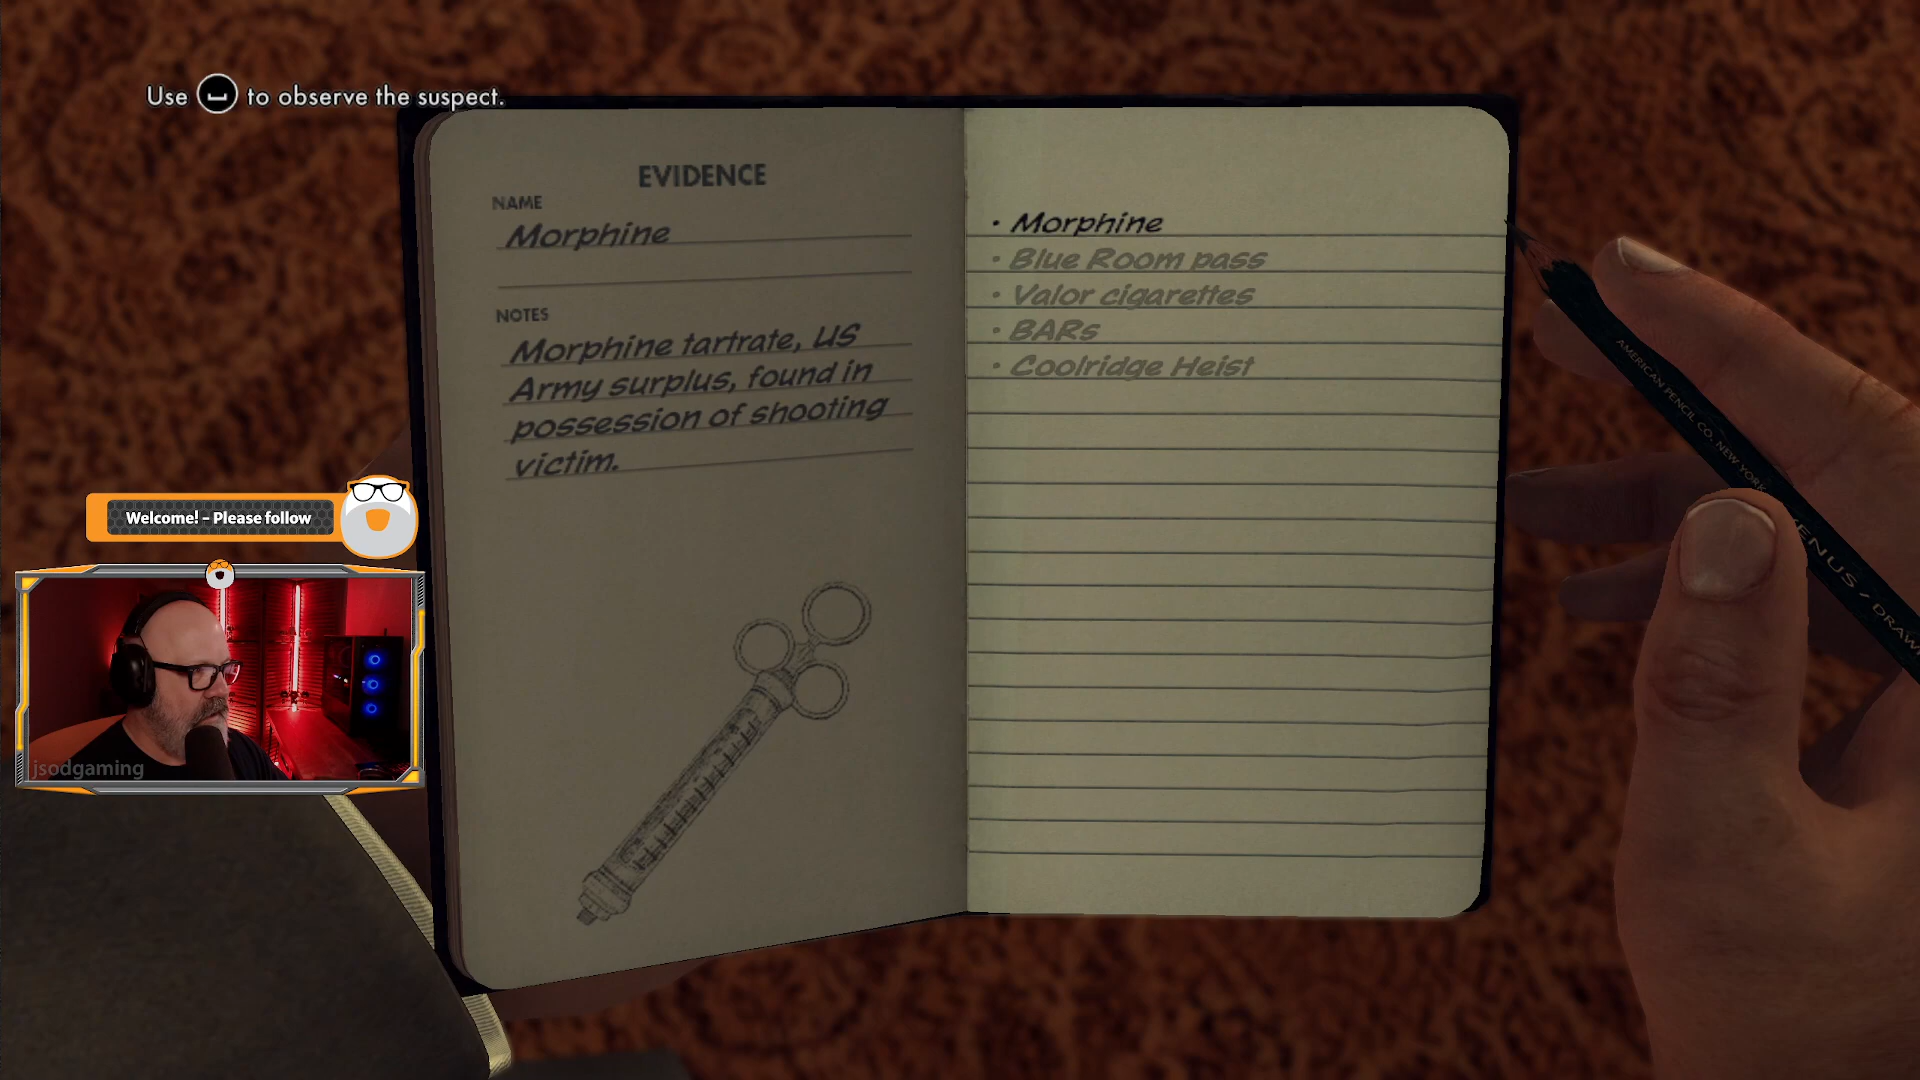 Use to observe the suspect.
EVIDENCE
NAME
Morphine
NOTES
Morphine tartrate, US
Army surplus, found in
possession of shooting
victim.
• Morphine
• Blue Room pass
• Valor cigarettes
• BARs
• Coolridge Heist
AMERICAN PENCIL CO. NEW YORK
VENUS / DRAW
Welcome! - Please follow
jsodgaming